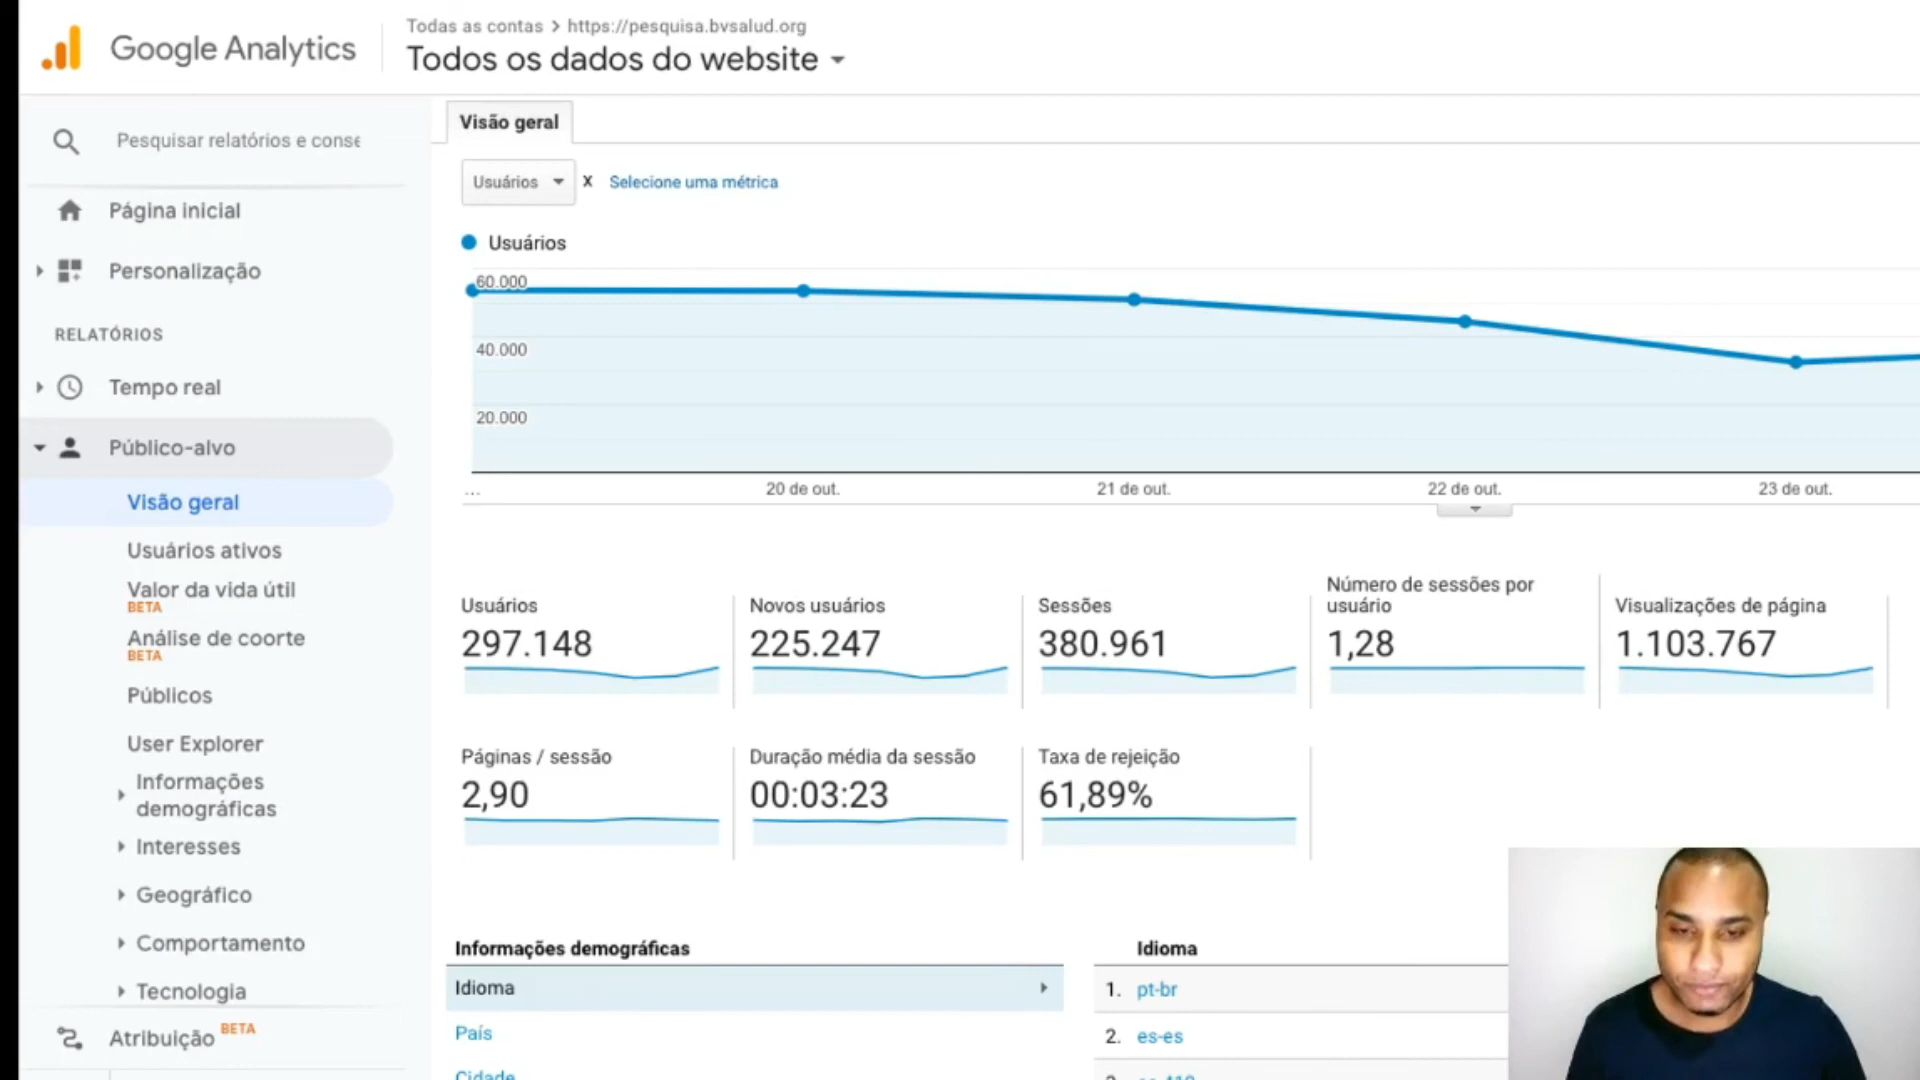 Google Analytics
Todas as contas > https://pesquisa.bvsalud.org
Todos os dados do website
Pesquisar relatórios e conse
Página inicial
Personalização
RELATÓRIOS
Tempo real
Público-alvo
Visão geral
Usuários ativos
Valor da vida útil
BETA
Análise de coorte
BETA
Públicos
User Explorer
Informações
demográficas
Interesses
Geográfico
Comportamento
Tecnologia
Atribuição BETA
Visão geral
Usuários X Selecione uma métrica
Usuários
60.000
40.000
20.000
... 20 de out. 21 de out. 22 de out. 23 de out.
Usuários
297.148
Novos usuários
225.247
Sessões
380.961
Número de sessões por
usuário
1,28
Visualizações de página
1.103.767
Páginas / sessão
2,90
Duração média da sessão
00:03:23
Taxa de rejeição
61,89%
Informações demográficas
Idioma
País
Cidade
Idioma
1. pt-br
2. es-es